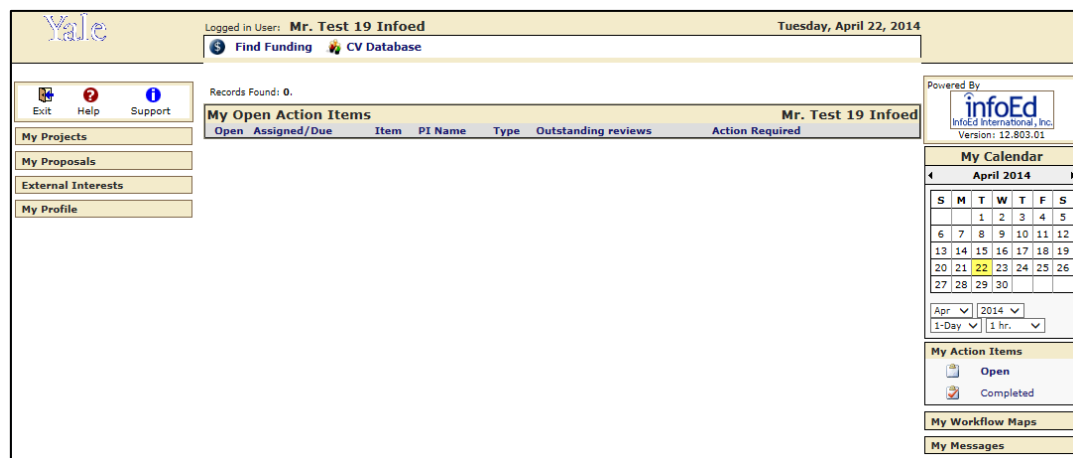 Yale
Logged in User: Mr. Test 19 Infoed
Tuesday, April 22, 2014
Find Funding CV Database
Exit Help Support
My Projects
My Proposals
External Interests
My Profile
Records Found: 0.
My Open Action Items Mr. Test 19 Infoed
Open Assigned/Due Item PI Name Type Outstanding reviews Action Required
Powered By
infoEd
InfoEd International, Inc.
Version: 12.803.01
My Calendar
April 2014
S M T W T F S
1 2 3 4 5
6 7 8 9 10 11 12
13 14 15 16 17 18 19
20 21 22 23 24 25 26
27 28 29 30
Apr 2014
1-Day 1 hr.
My Action Items
Open
Completed
My Workflow Maps
My Messages